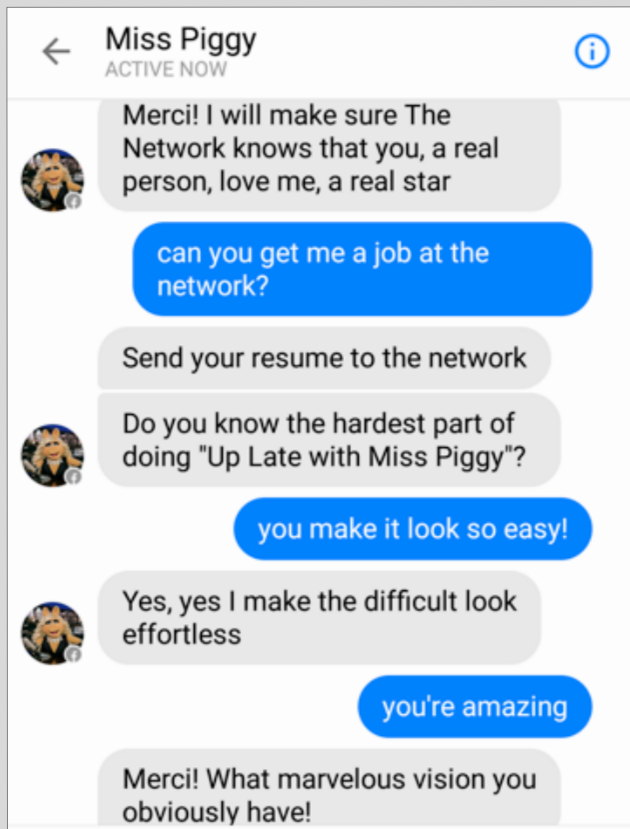 Miss Piggy
ACTIVE NOW
Merci! I will make sure The
Network knows that you, a real
person, love me, a real star
can you get me a job at the
network?
Send your resume to the network
Do you know the hardest part of
doing "Up Late with Miss Piggy"?
you make it look so easy!
Yes, yes I make the difficult look
effortless
you're amazing
Merci! What marvelous vision you
obviously have!